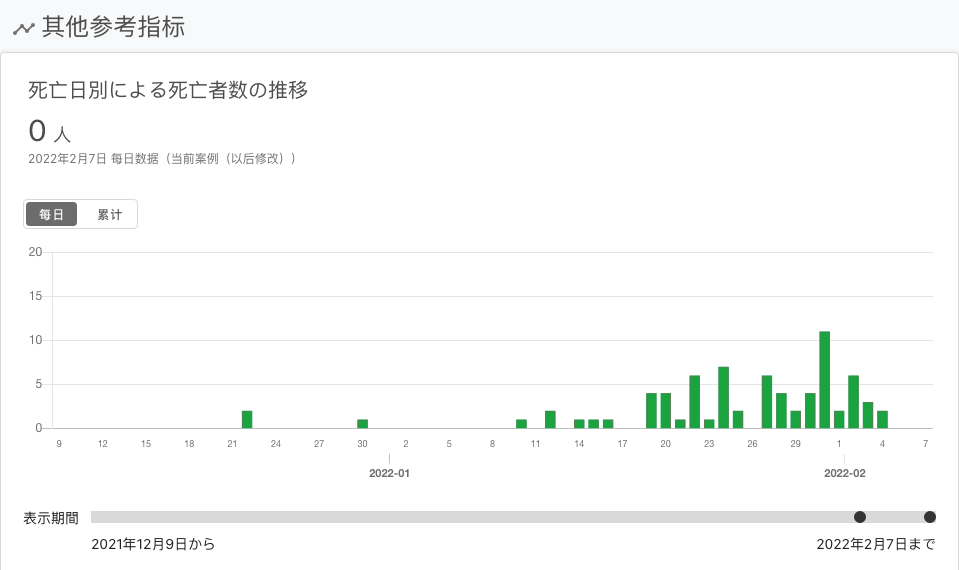 其他参考指标
死亡日別による死亡者数の推移
0 人
2022年2月7日 每日数据（当前案例（以后修改））
每日 累计
20
15
10
5
0
9 12 15 18 21 24 27 30 2 5 8 11 14 17 20 23 26 29 1 4 7
2022-01 2022-02
表示期間
2021年12月9日から 2022年2月7日まで